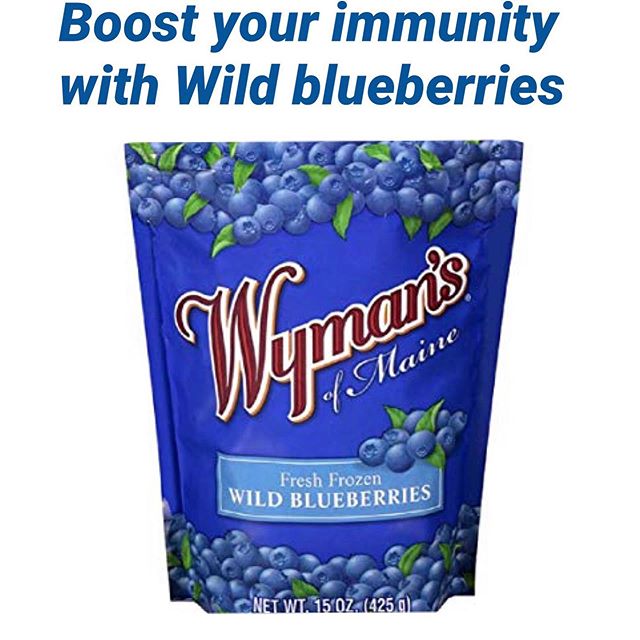 Boost your immunity
with Wild blueberries
Wyman's
of Maine
Fresh Frozen
WILD BLUEBERRIES
NET WT. 15 OZ. (425 g)